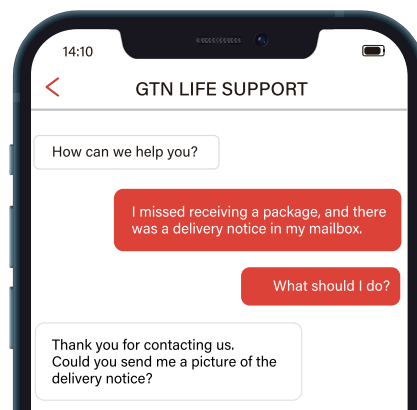 14:10
GTN LIFE SUPPORT
How can we help you?
I missed receiving a package, and there
was a delivery notice in my mailbox.
What should I do?
Thank you for contacting us.
Could you send me a picture of the
delivery notice?